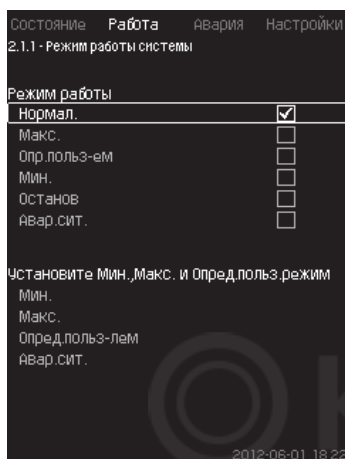 Состояние Работа Авария Настройки
2.1.1 - Режим работы системы
Режим работы
Нормал.
Макс.
Опр.польз-ем
Мин.
Останов
Авар.сит.
Установите Мин.,Макс. и Опред.польз.режим
Мин.
Макс.
Опред.польз-лем
Авар.сит.
2012-06-01 18:22